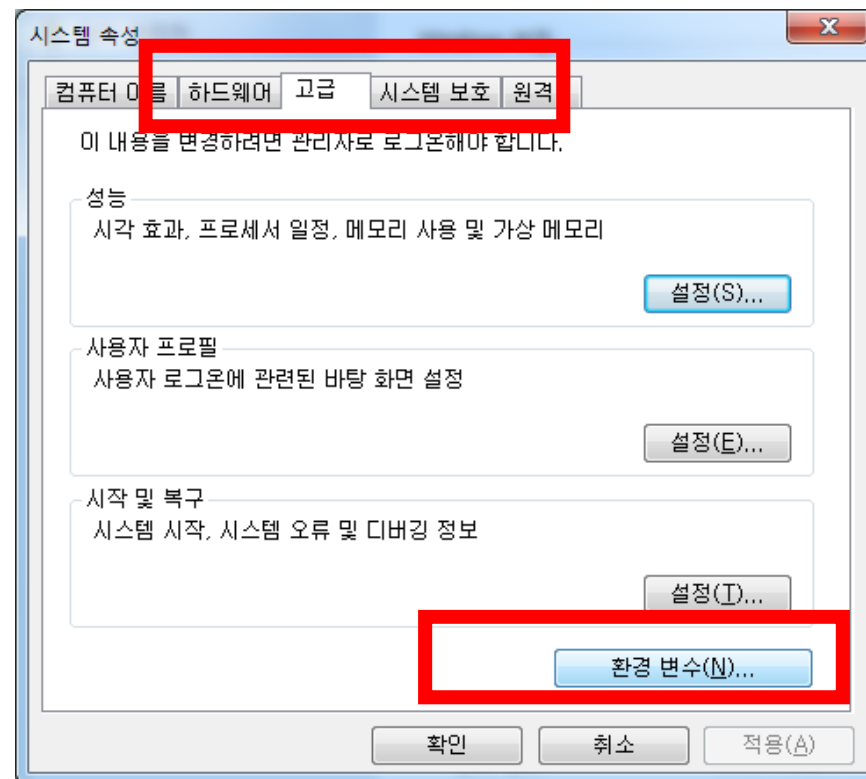 시스템 속성
컴퓨터 이름 하드웨어 고급 시스템 보호 원격
이 내용을 변경하려면 관리자로 로그온해야 합니다.
성능
시각 효과, 프로세서 일정, 메모리 사용 및 가상 메모리
설정(S)...
사용자 프로필
사용자 로그온에 관련된 바탕 화면 설정
설정(E)...
시작 및 복구
시스템 시작, 시스템 오류 및 디버깅 정보
설정(T)...
환경 변수(N)...
확인 취소 적용(A)